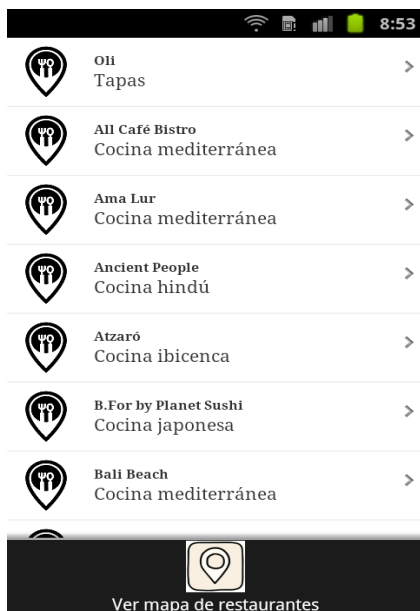 8:53
Oli
Tapas
All Café Bistro
Cocina mediterránea
Ama Lur
Cocina mediterránea
Ancient People
Cocina hindú
Atzaró
Cocina ibicenca
B.For by Planet Sushi
Cocina japonesa
Bali Beach
Cocina mediterránea
Ver mapa de restaurantes